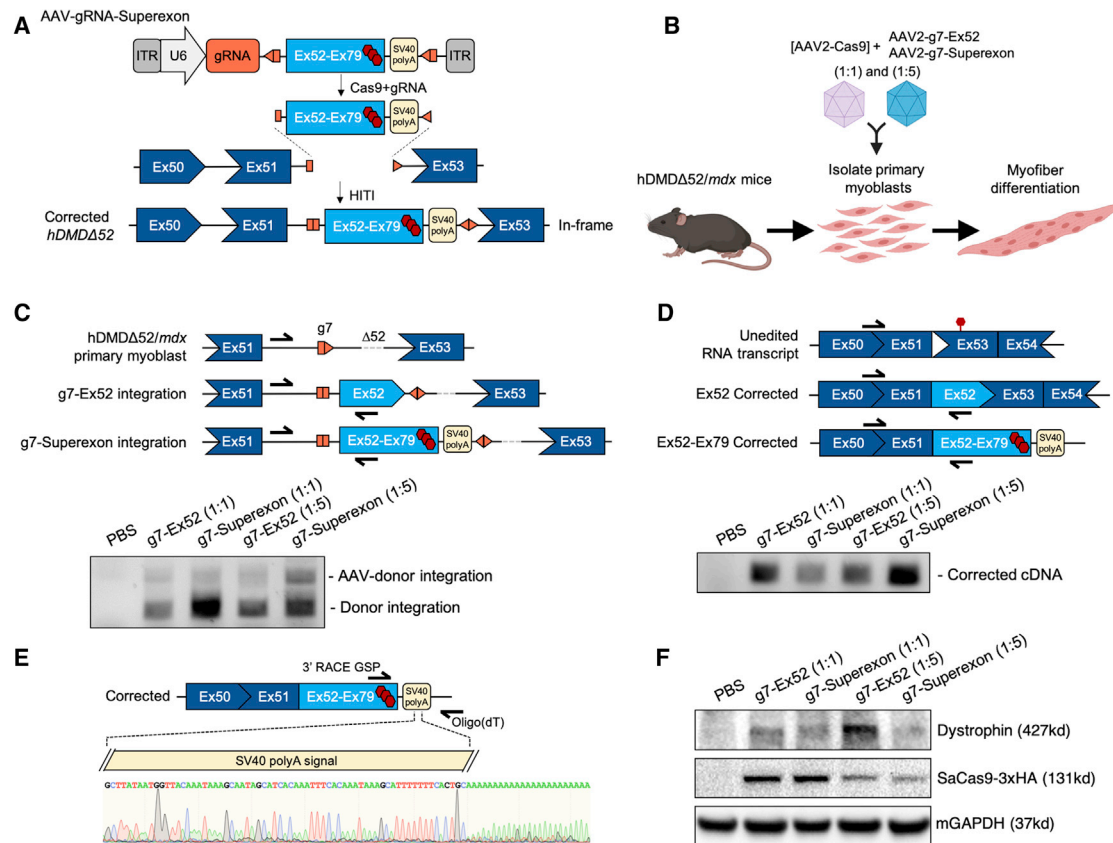 A
AAV-gRNA-Superexon
ITR
U6
gRNA
Ex52-Ex79
SV40
polyA
ITR
Cas9+gRNA
Ex52-Ex79
SV40
polyA
Ex50
Ex51
Ex53
HITI
Corrected
hDMDΔ52
Ex50
Ex51
Ex52-Ex79
SV40
polyA
Ex53
In-frame
B
[AAV2-Cas9] +
AAV2-g7-Ex52
AAV2-g7-Superexon
(1:1) and (1:5)
hDMDΔ52/mdx mice
Isolate primary
myoblasts
Myofiber
differentiation
C
hDMDΔ52/mdx
primary myoblast
Ex51
g7
Δ52
Ex53
g7-Ex52 integration
Ex51
Ex52
Ex53
g7-Superexon integration
Ex51
Ex52-Ex79
SV40
polyA
Ex53
PBS
g7-Ex52 (1:1)
g7-Superexon (1:1)
g7-Ex52 (1:5)
g7-Superexon (1:5)
- AAV-donor integration
- Donor integration
D
Unedited
RNA transcript
Ex50
Ex51
Ex53
Ex54
Ex52 Corrected
Ex50
Ex51
Ex52
Ex53
Ex54
Ex52-Ex79 Corrected
Ex50
Ex51
Ex52-Ex79
SV40
polyA
PBS
g7-Ex52 (1:1)
g7-Superexon (1:1)
g7-Ex52 (1:5)
g7-Superexon (1:5)
- Corrected cDNA
E
3' RACE GSP
Corrected
Ex50
Ex51
Ex52-Ex79
SV40
polyA
Oligo(dT)
SV40 polyA signal
GCTTATAATGGTTACAAATAAAGCAATAGCATCACAAATTTCACAAATAAAGCATTTTTTTCACTGCAAAAAAAAAAAAAAAAAAAAAAAA
F
PBS
g7-Ex52 (1:1)
g7-Superexon (1:1)
g7-Ex52 (1:5)
g7-Superexon (1:5)
Dystrophin (427kd)
SaCas9-3xHA (131kd)
mGAPDH (37kd)